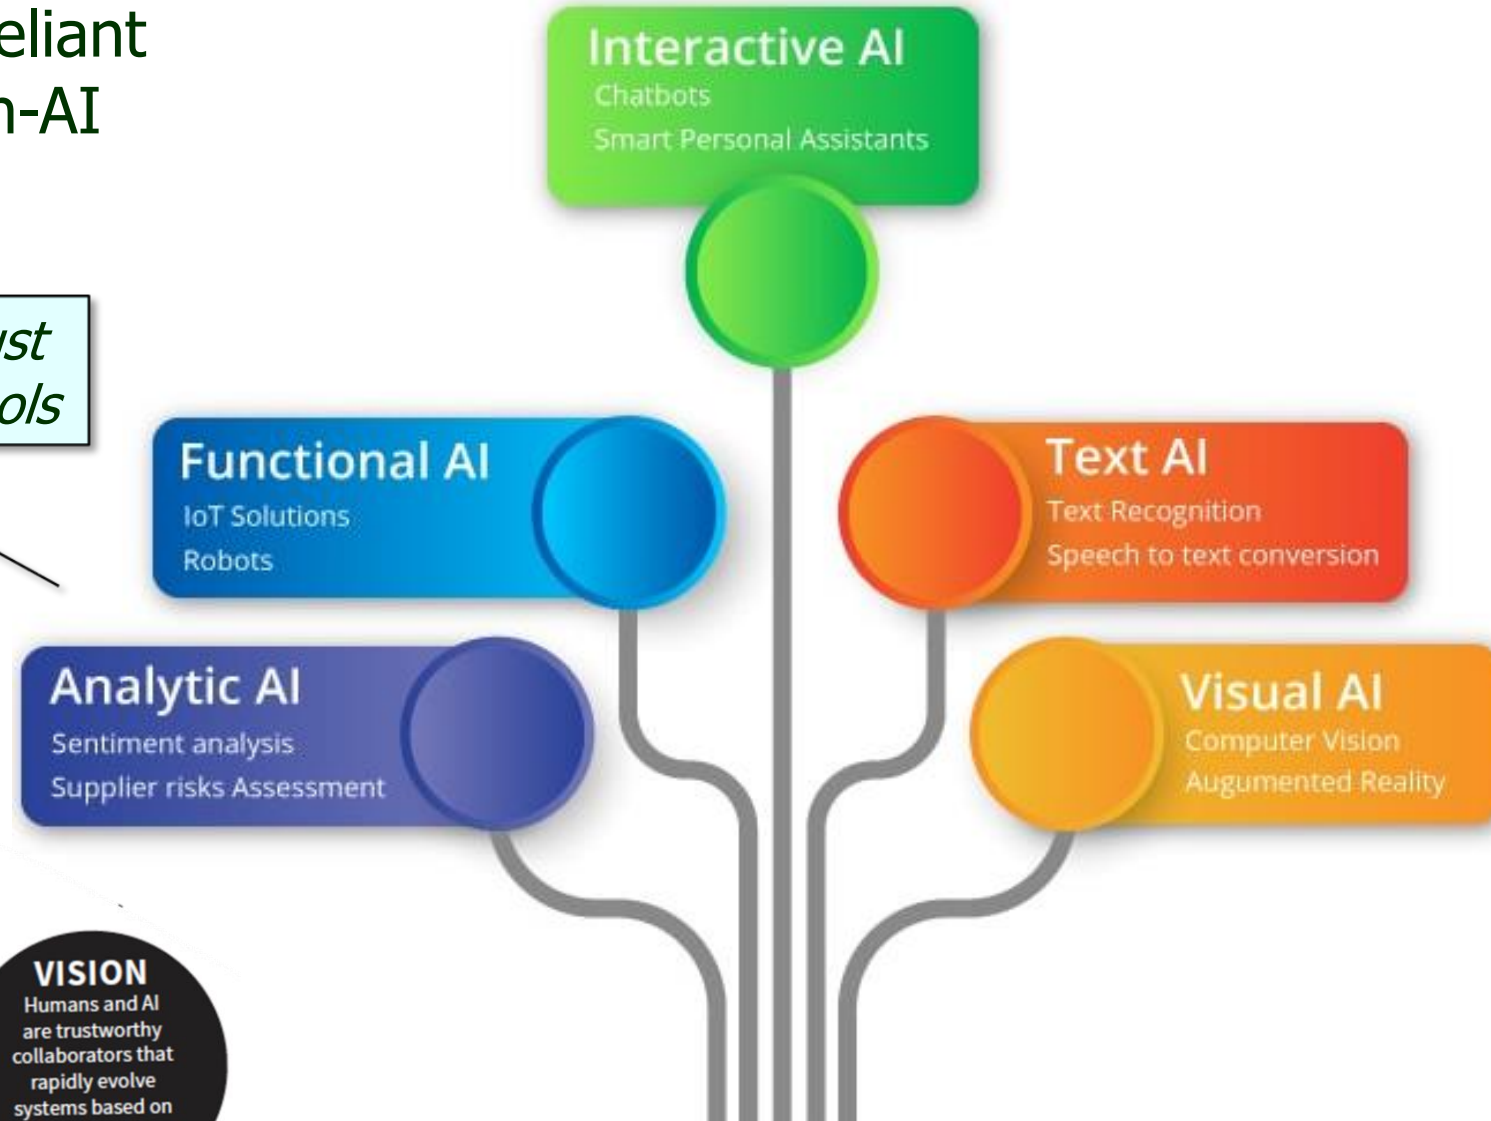 eliant
n-AI
Interactive AI
Chatbots
Smart Personal Assistants
ust
ols
Functional AI
IoT Solutions
Robots
Text AI
Text Recognition
Speech to text conversion
Analytic AI
Sentiment analysis
Supplier risks Assessment
Visual AI
Computer Vision
Augumented Reality
VISION
Humans and AI
are trustworthy
collaborators that
rapidly evolve
systems based on